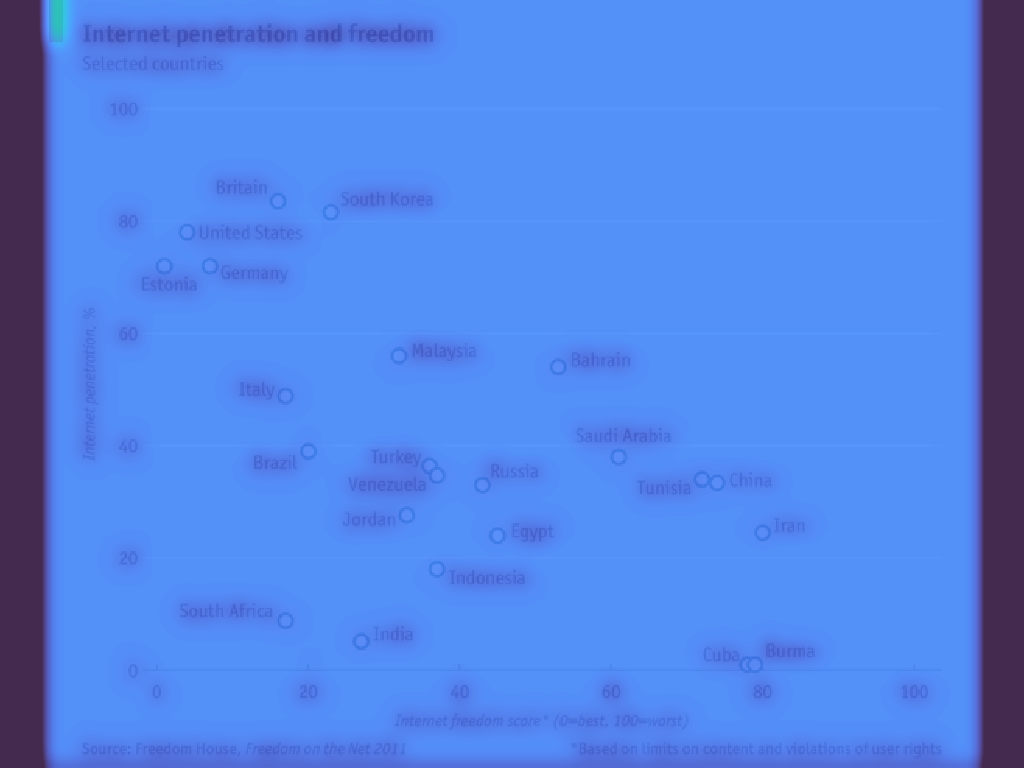 Internet penetration and freedom
Selected countries
100
Britain
South Korea
80
United States
Germany
Estonia
Internet penetration, %
60
Malaysia
Bahrain
Italy
Saudi Arabia
40
Turkey
Brazil
Russia
Venezuela
Tunisia
China
Jordan
Egypt
Iran
20
Indonesia
South Africa
India
Cuba
Burma
0
0 20 40 60 80 100
Internet freedom score* (0=best, 100=worst)
Source: Freedom House, Freedom on the Net 2011 *Based on limits on content and violations of user rights